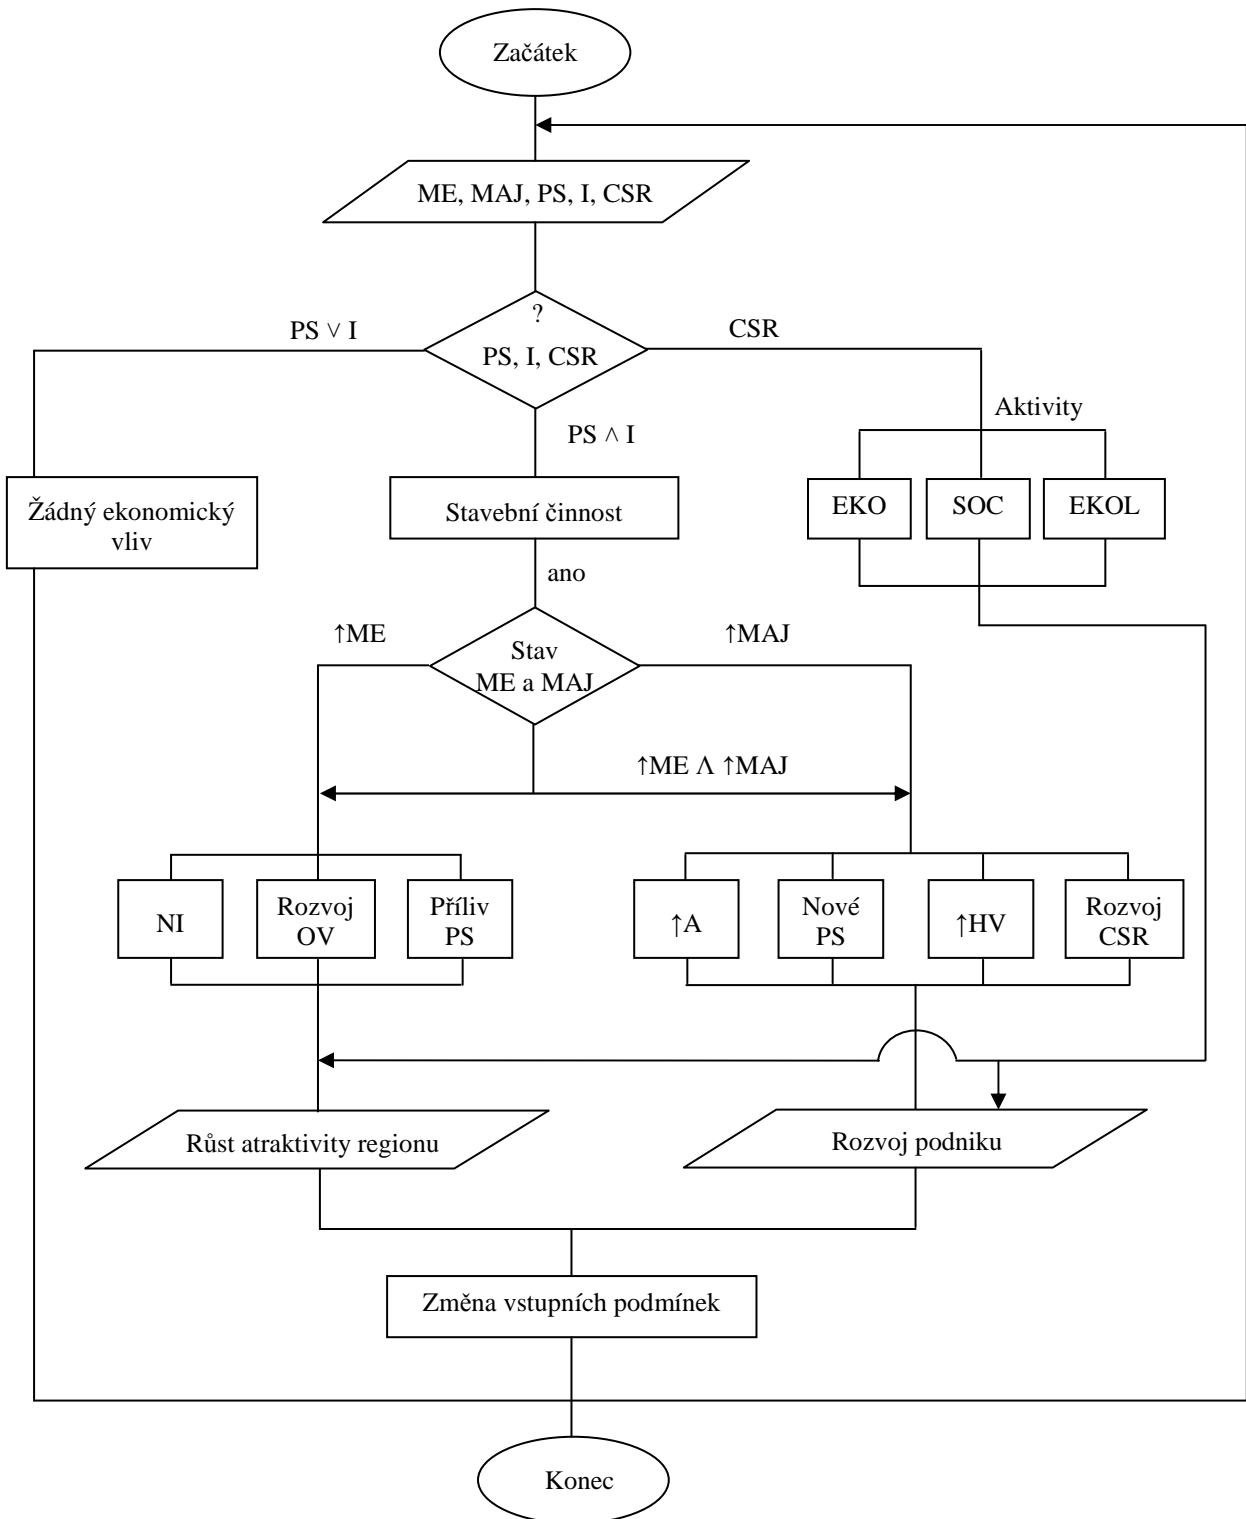 Začátek
ME, MAJ, PS, I, CSR
?
PS ∨ I
CSR
PS, I, CSR
Aktivity
PS ∧ I
Žádný ekonomický
vliv
Stavební činnost
EKO
SOC
EKOL
ano
↑ME
↑MAJ
Stav
ME a MAJ
↑ME Λ ↑MAJ
NI
Rozvoj
OV
Příliv
PS
↑A
Nové
PS
↑HV
Rozvoj
CSR
Růst atraktivity regionu
Rozvoj podniku
Změna vstupních podmínek
Konec